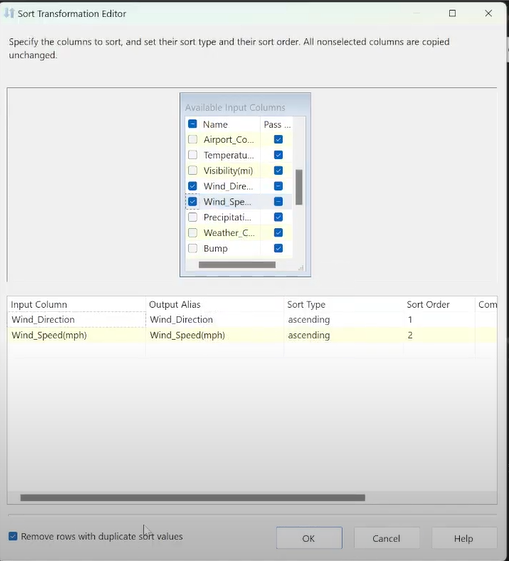 Sort Transformation Editor
Specify the columns to sort, and set their sort type and their sort order. All nonselected columns are copied
unchanged.
Available Input Columns
Name Pass ...
Airport_Co...
Temperatu...
Visibility(mi)
Wind_Dire...
Wind_Spe...
Precipitati...
Weather_C...
Bump
Input Column Output Alias Sort Type Sort Order Com
Wind_Direction Wind_Direction ascending 1
Wind_Speed(mph) Wind_Speed(mph) ascending 2
Remove rows with duplicate sort values
OK Cancel Help